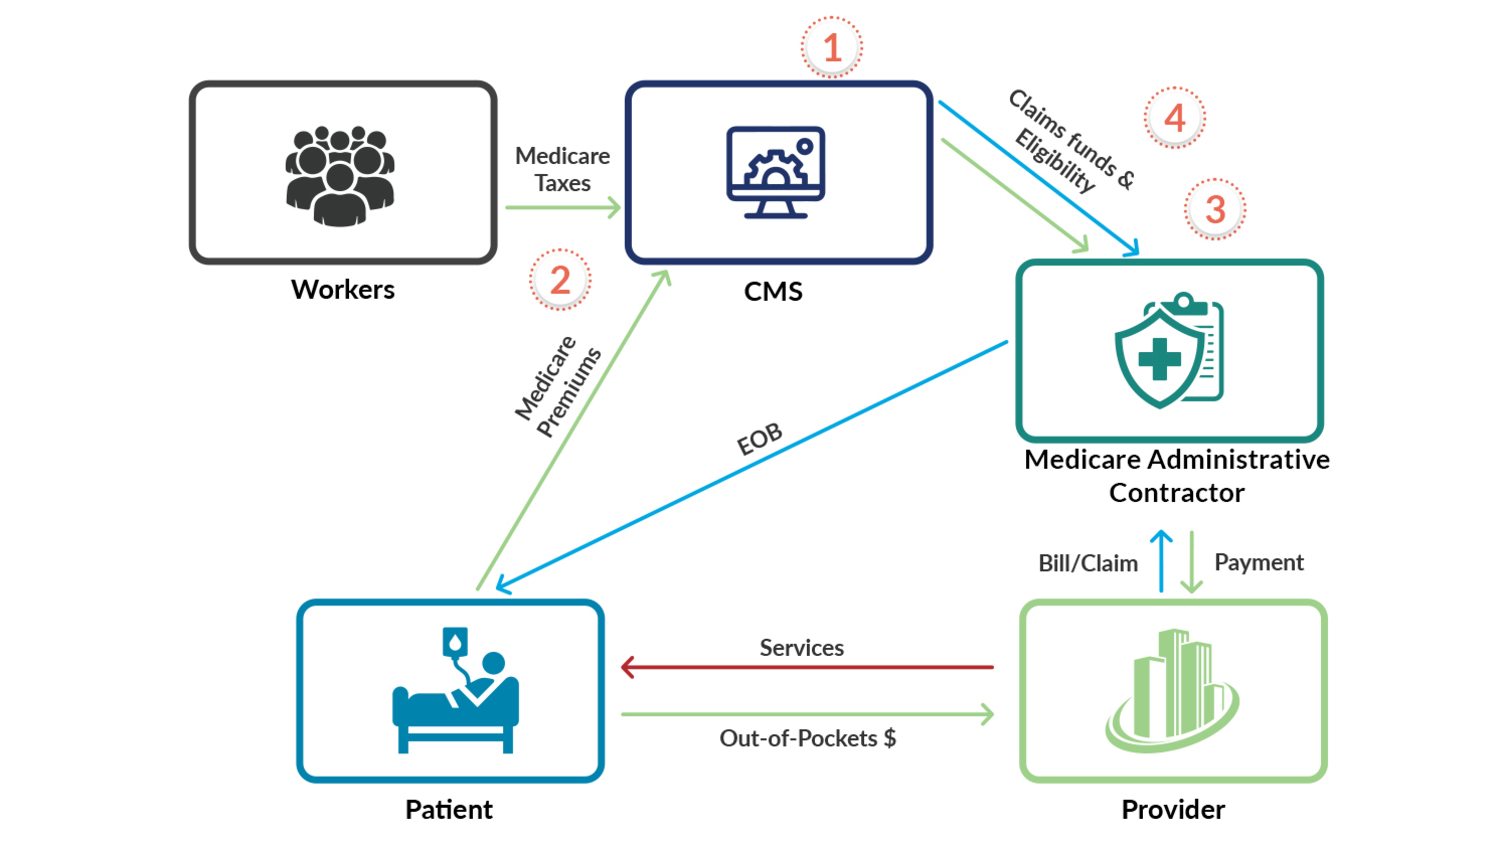 1
Claims funds &
Eligibility
4
Medicare
Taxes
3
2
Workers
CMS
Medicare
Premiums
EOB
Medicare Administrative
Contractor
Bill/Claim
Payment
Services
Out-of-Pockets $
Patient
Provider